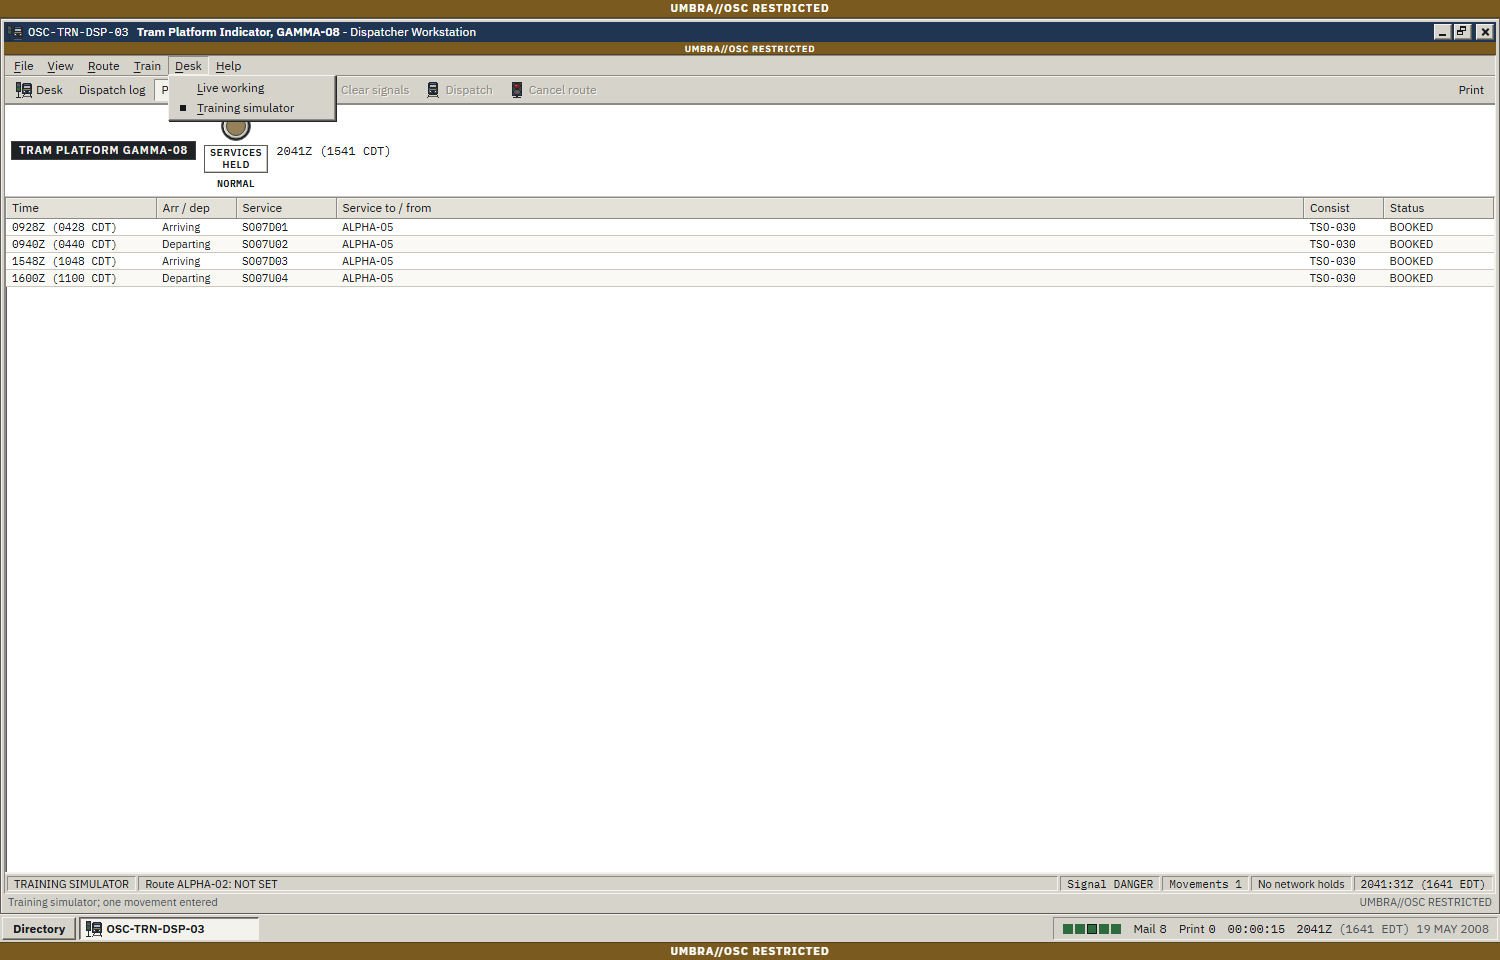 UMBRA//OSC RESTRICTED
OSC-TRN-DSP-03 Tram Platform Indicator, GAMMA-08 - Dispatcher Workstation
UMBRA//OSC RESTRICTED
File View Route Train Desk Help
Desk Dispatch log P Clear signals Dispatch Cancel route Print
Live working
Training simulator
TRAM PLATFORM GAMMA-08
SERVICES
HELD
NORMAL
2041Z (1541 CDT)
Time Arr / dep Service Service to / from Consist Status
0928Z (0428 CDT) Arriving S007D01 ALPHA-05 TSO-030 BOOKED
0940Z (0440 CDT) Departing S007U02 ALPHA-05 TSO-030 BOOKED
1548Z (1048 CDT) Arriving S007D03 ALPHA-05 TSO-030 BOOKED
1600Z (1100 CDT) Departing S007U04 ALPHA-05 TSO-030 BOOKED
TRAINING SIMULATOR Route ALPHA-02: NOT SET Signal DANGER Movements 1 No network holds 2041:31Z (1641 EDT)
Training simulator; one movement entered UMBRA//OSC RESTRICTED
Directory OSC-TRN-DSP-03 Mail 8 Print 0 00:00:15 2041Z (1641 EDT) 19 MAY 2008
UMBRA//OSC RESTRICTED